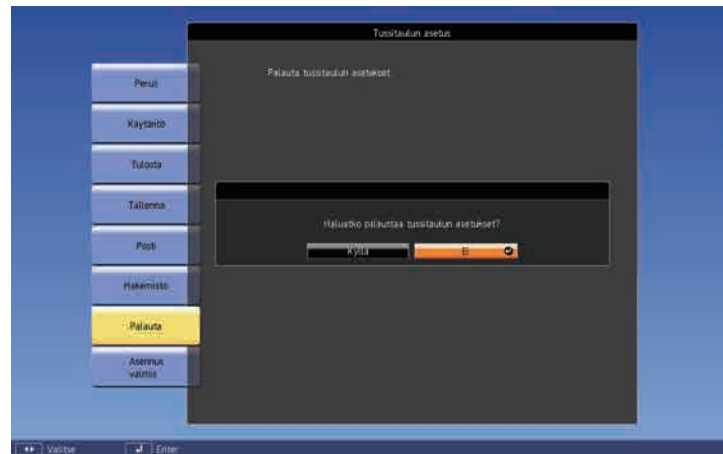 Tussitaulun asetus
Palauta tussitaulun asetukset
Perus
Käytäntö
Tulosta
Tallenna
Posti
Hakemisto
Palauta
Asennus
valmis
Haluatko palauttaa tussitaulun asetukset?
Kyllä
Ei
Valitse
Enter